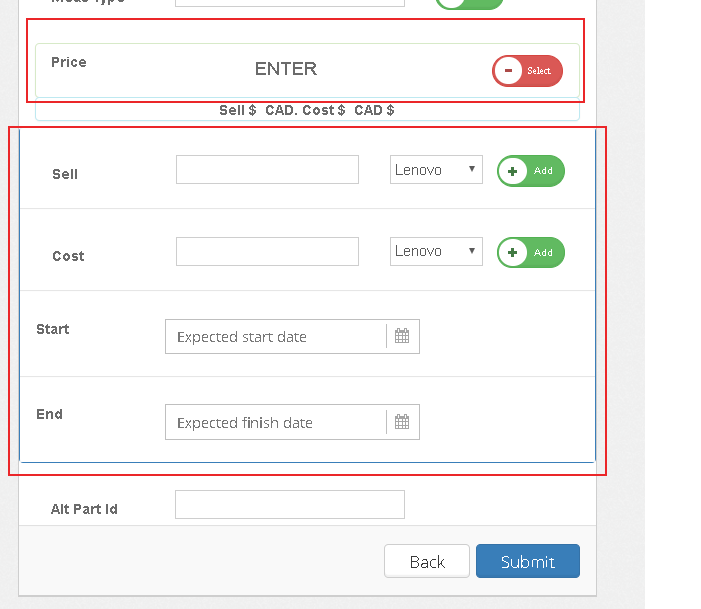 Price ENTER - Select
Sell $ CAD. Cost $ CAD $
Sell Lenovo + Add
Cost Lenovo + Add
Start Expected start date
End Expected finish date
Alt Part Id
Back Submit